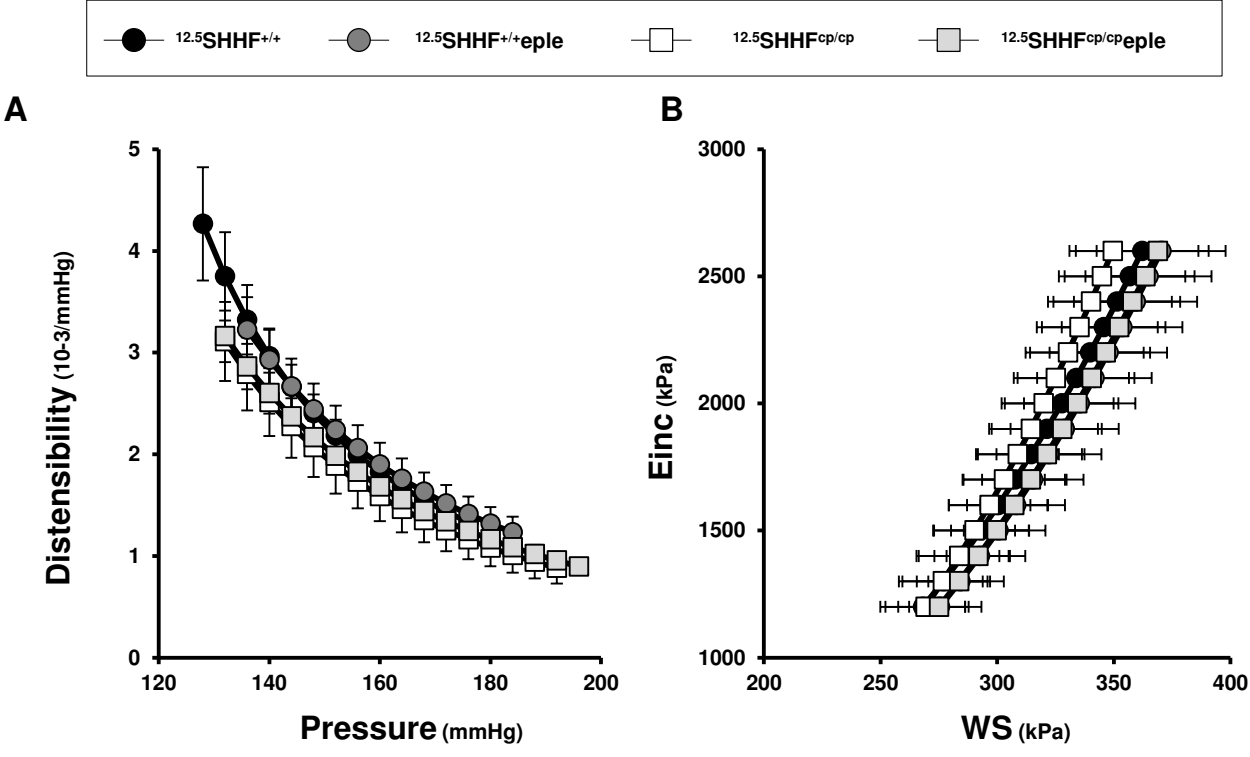 12.5SHHF+/+ 12.5SHHF+/+eple 12.5SHHFcp/cp 12.5SHHFcp/cpeple
A
B
Distensibility (10-3/mmHg)
5
4
3
2
1
0
120 140 160 180 200
Pressure (mmHg)
Einc (kPa)
3000
2500
2000
1500
1000
200 250 300 350 400
WS (kPa)